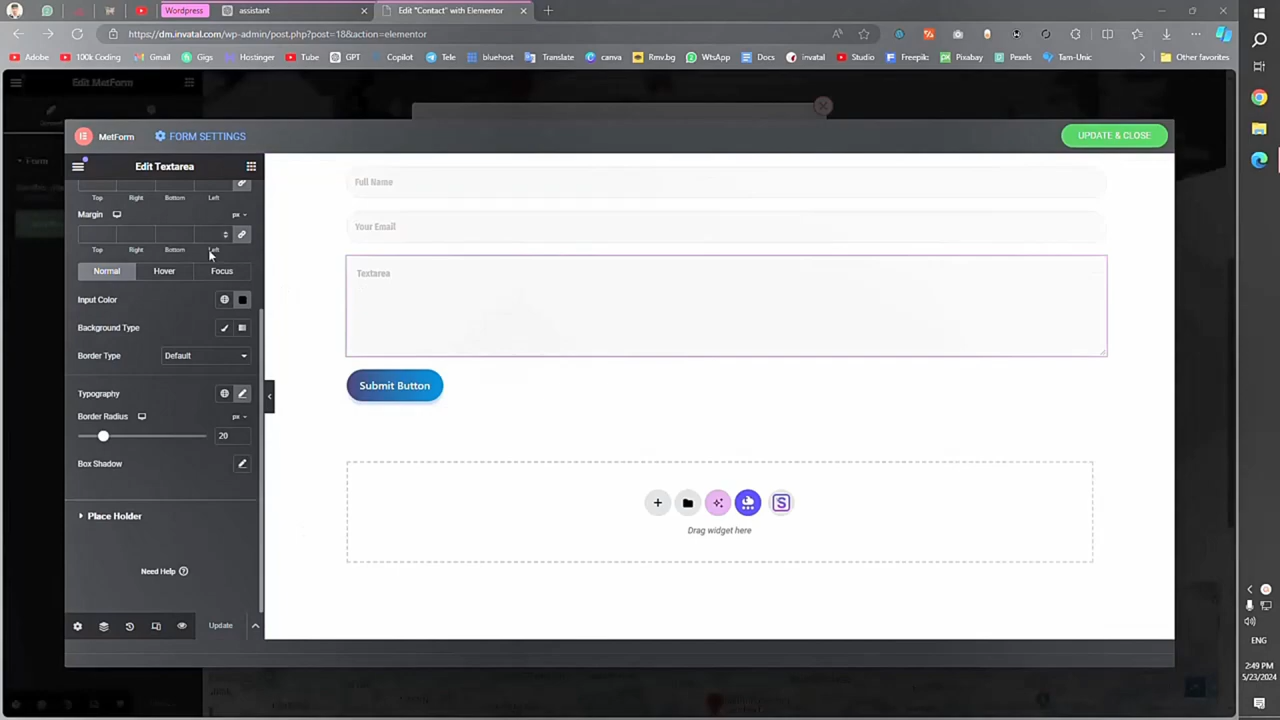 Wordpress
assistant
Edit "Contact" with Elementor
https://dm.invatal.com/wp-admin/post.php?post=18&action=elementor
Adobe
100k Coding
Gmail
Gigs
Hostinger
Tube
GPT
Copilot
Tele
bluehost
Translate
canva
Rmv.bg
WtsApp
Docs
invatal
Studio
Freepik:
Pixabay
Pexels
Tam-Unic
Other favorites
Edit MetForm
Form
MetForm
FORM SETTINGS
UPDATE & CLOSE
Edit Textarea
Top
Right
Bottom
Left
Margin
px
Top
Right
Bottom
Left
Normal
Hover
Focus
Input Color
Background Type
Border Type
Default
Typography
Border Radius
px
20
Box Shadow
Place Holder
Need Help
Update
Full Name
Your Email
Textarea
Submit Button
S
Drag widget here
ENG
2:49 PM
5/23/2024